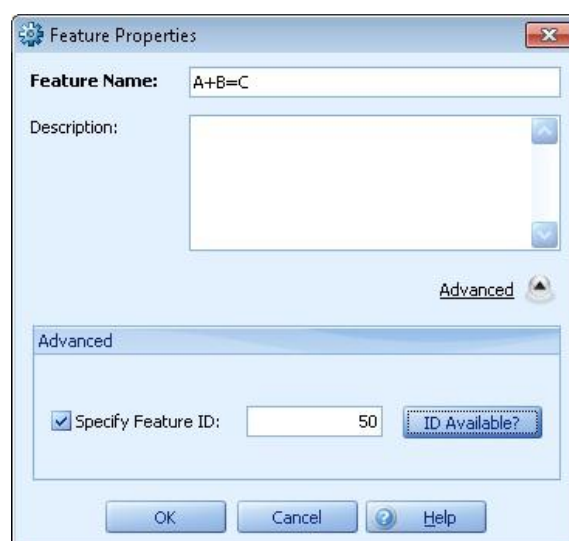 Feature Properties
Feature Name: A+B=C
Description:
Advanced
Advanced
Specify Feature ID: 50 ID Available?
OK Cancel Help